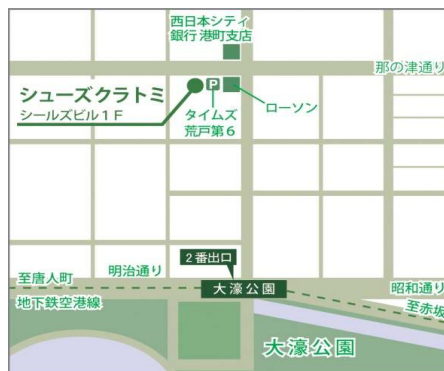 西日本シティ
銀行 港町支店
那の津通り
シューズクラトミ
シールズビル1F
P
タイムズ
荒戸第6
ローソン
2番出口
明治通り
至唐人町
大濠公園
昭和通り
地下鉄空港線
至赤坂
大濠公園